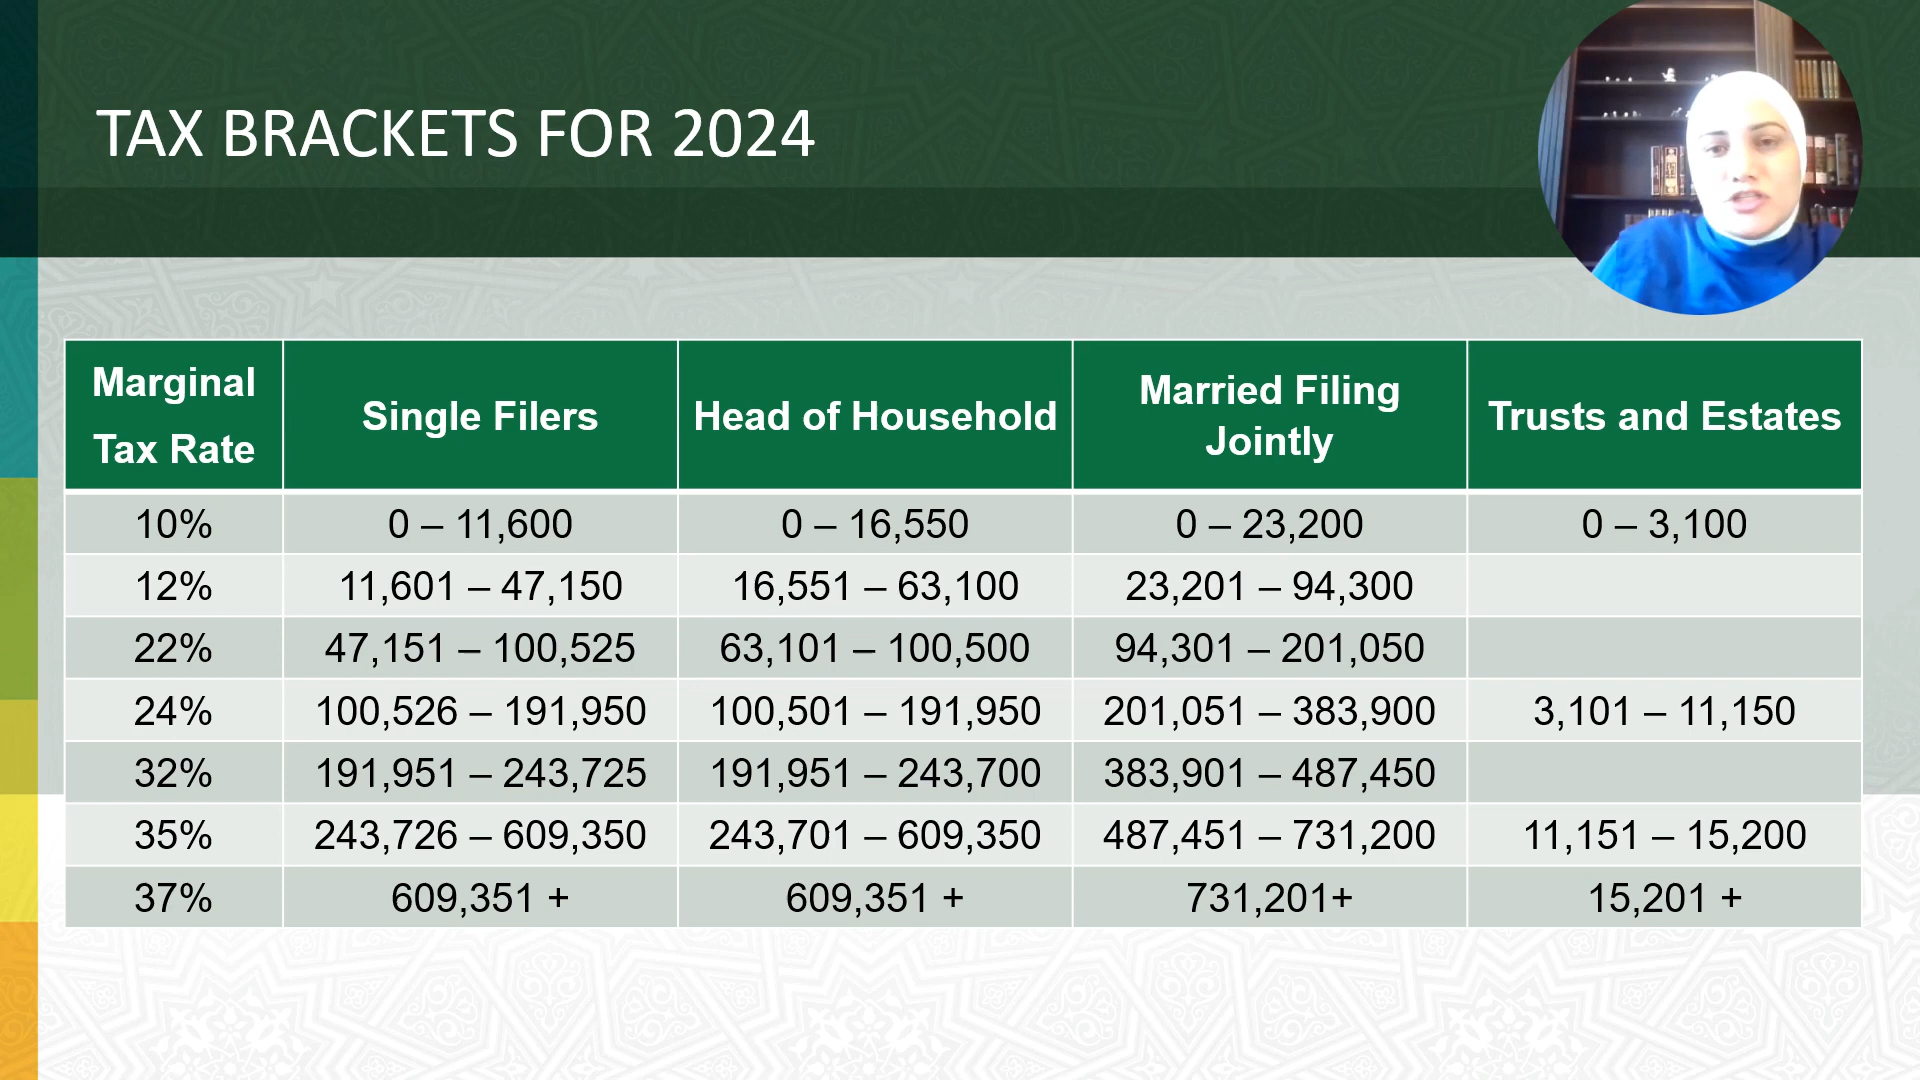 TAX BRACKETS FOR 2024
Marginal Tax Rate Single Filers Head of Household Married Filing Jointly Trusts and Estates
10% 0 – 11,600 0 – 16,550 0 – 23,200 0 – 3,100
12% 11,601 – 47,150 16,551 – 63,100 23,201 – 94,300
22% 47,151 – 100,525 63,101 – 100,500 94,301 – 201,050
24% 100,526 – 191,950 100,501 – 191,950 201,051 – 383,900 3,101 – 11,150
32% 191,951 – 243,725 191,951 – 243,700 383,901 – 487,450
35% 243,726 – 609,350 243,701 – 609,350 487,451 – 731,200 11,151 – 15,200
37% 609,351 + 609,351 + 731,201+ 15,201 +